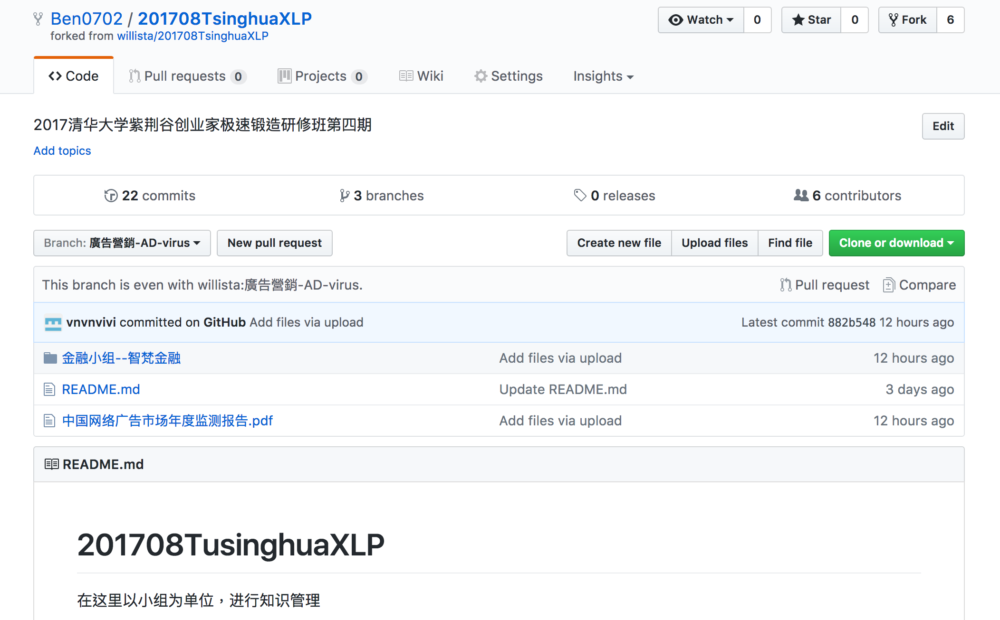 Ben0702 / 201708TsinghuaXLP
Watch 0 Star 0 Fork 6
forked from willista/201708TsinghuaXLP
Code Pull requests 0 Projects 0 Wiki Settings Insights
2017清华大学紫荆谷创业家极速锻造研修班第四期
Edit
Add topics
22 commits 3 branches 0 releases 6 contributors
Branch: 廣告營銷-AD-virus New pull request Create new file Upload files Find file Clone or download
This branch is even with willista:廣告營銷-AD-virus. Pull request Compare
vnvnvivi committed on GitHub Add files via upload Latest commit 882b548 12 hours ago
金融小组--智梵金融 Add files via upload 12 hours ago
README.md Update README.md 3 days ago
中国网络广告市场年度监测报告.pdf Add files via upload 12 hours ago
README.md
201708TusinghuaXLP
在这里以小组为单位，进行知识管理